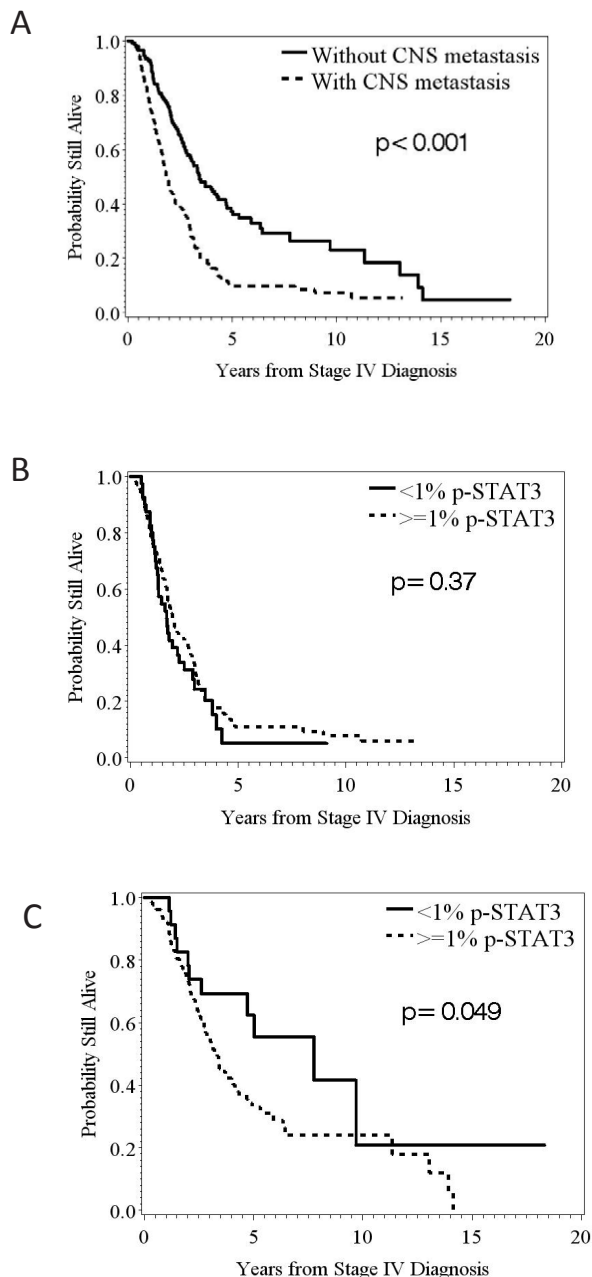 A
1.0
0.8
0.6
0.4
0.2
0.0
Probability Still Alive
Without CNS metastasis
With CNS metastasis
p< 0.001
0 5 10 15 20
Years from Stage IV Diagnosis
B
1.0
0.8
0.6
0.4
0.2
0.0
Probability Still Alive
<1% p-STAT3
>=1% p-STAT3
p= 0.37
0 5 10 15 20
Years from Stage IV Diagnosis
C
1.0
0.8
0.6
0.4
0.2
0.0
Probability Still Alive
<1% p-STAT3
>=1% p-STAT3
p= 0.049
0 5 10 15 20
Years from Stage IV Diagnosis